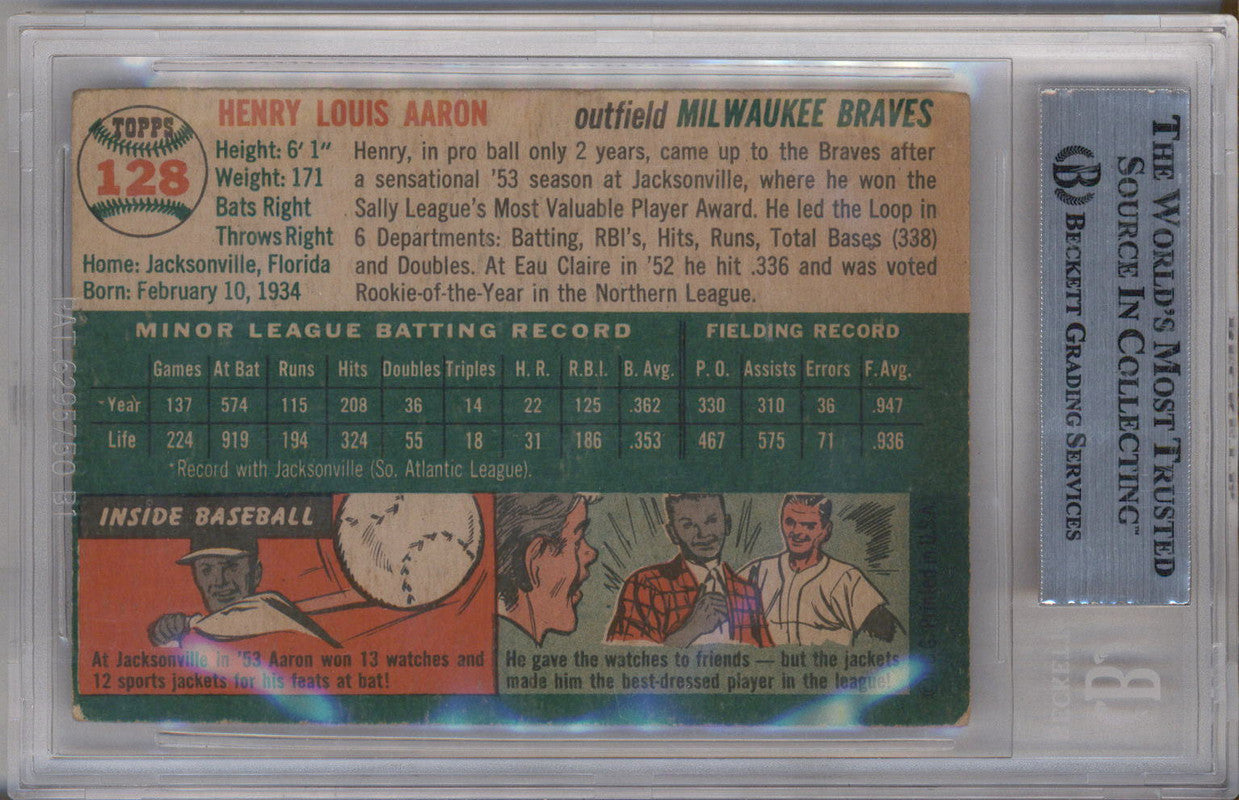 TOPPS
128
HENRY LOUIS AARON
outfield MILWAUKEE BRAVES
Height: 6' 1"
Weight: 171
Bats Right
Throws Right
Home: Jacksonville, Florida
Born: February 10, 1934
Henry, in pro ball only 2 years, came up to the Braves after
a sensational '53 season at Jacksonville, where he won the
Sally League's Most Valuable Player Award. He led the Loop in
6 Departments: Batting, RBI's, Hits, Runs, Total Bases (338)
and Doubles. At Eau Claire in '52 he hit .336 and was voted
Rookie-of-the-Year in the Northern League.
MINOR LEAGUE BATTING RECORD FIELDING RECORD
Games At Bat Runs Hits Doubles Triples H. R. R.B.I. B. Avg. P. O. Assists Errors F. Avg.
*Year 137 574 115 208 36 14 22 125 .362 330 310 36 .947
Life 224 919 194 324 55 18 31 186 .353 467 575 71 .936
*Record with Jacksonville (So. Atlantic League).
INSIDE BASEBALL
At Jacksonville in '53 Aaron won 13 watches and
12 sports jackets for his feats at bat!
He gave the watches to friends — but the jackets
made him the best-dressed player in the league!
THE WORLD'S MOST TRUSTED
SOURCE IN COLLECTING™
B BECKETT GRADING SERVICES